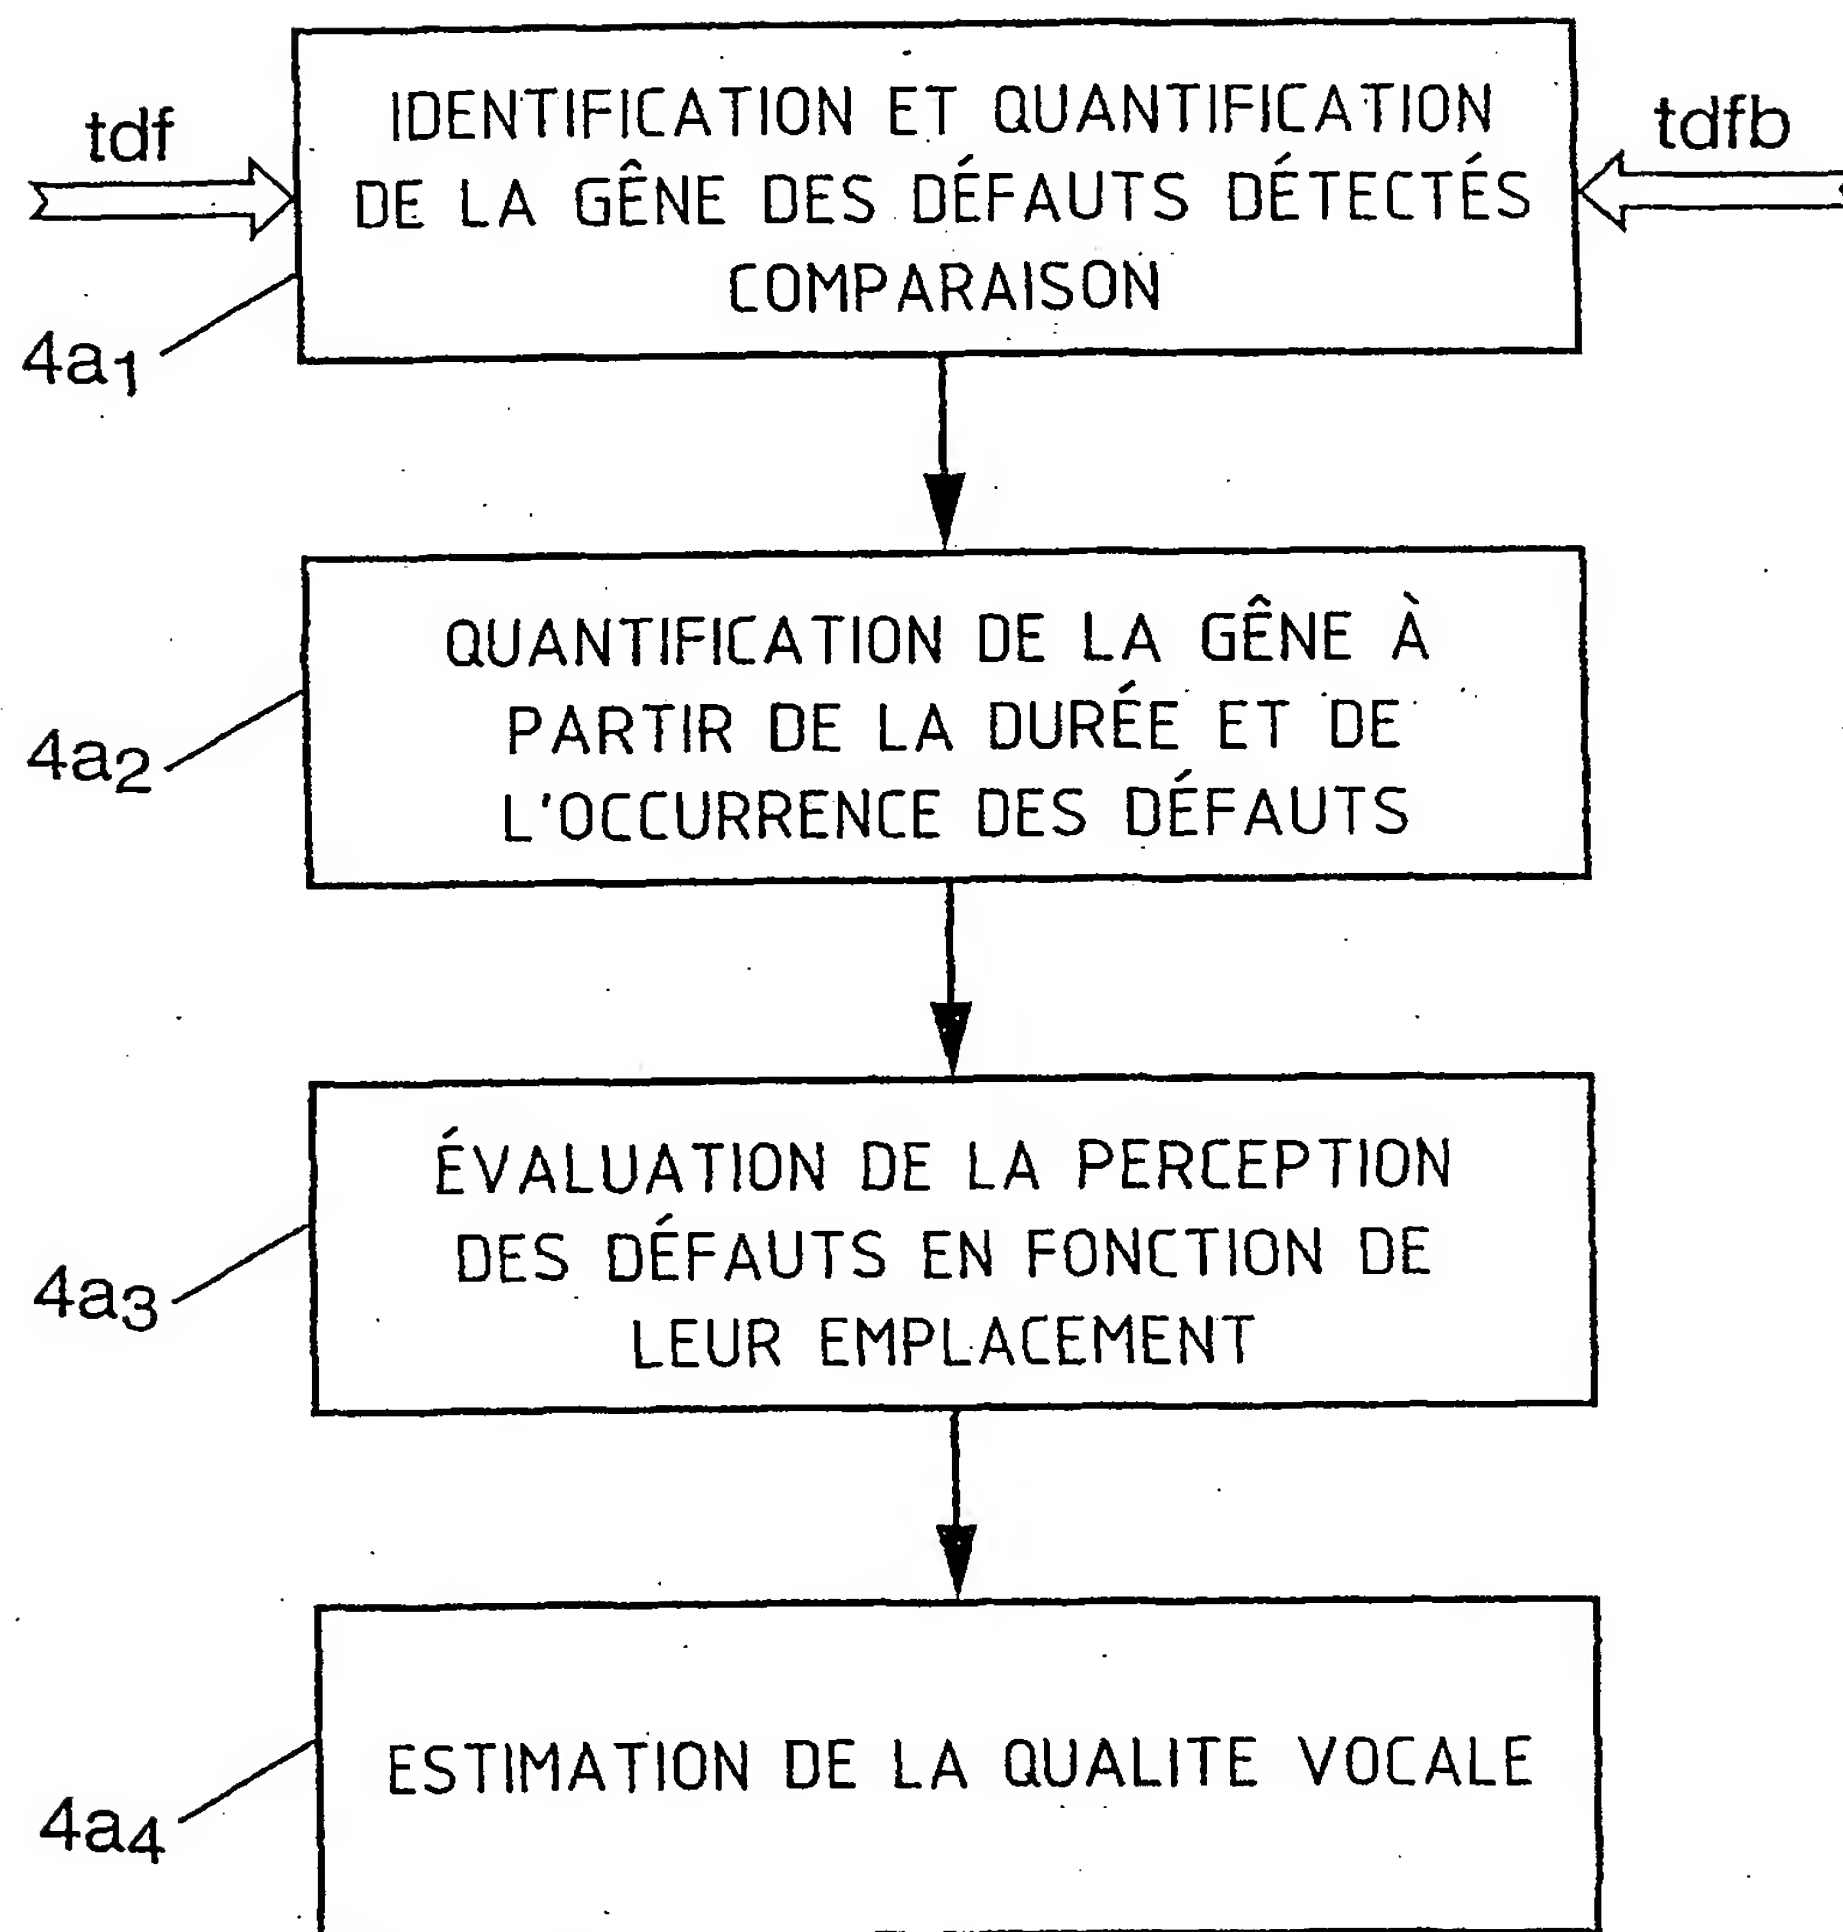 tdf
IDENTIFICATION ET QUANTIFICATION
DE LA GÊNE DES DÉFAUTS DÉTECTÉS
COMPARAISON
tdfb
4a1
QUANTIFICATION DE LA GÊNE À
PARTIR DE LA DURÉE ET DE
L'OCCURRENCE DES DÉFAUTS
4a2
ÉVALUATION DE LA PERCEPTION
DES DÉFAUTS EN FONCTION DE
LEUR EMPLACEMENT
4a3
ESTIMATION DE LA QUALITE VOCALE
4a4